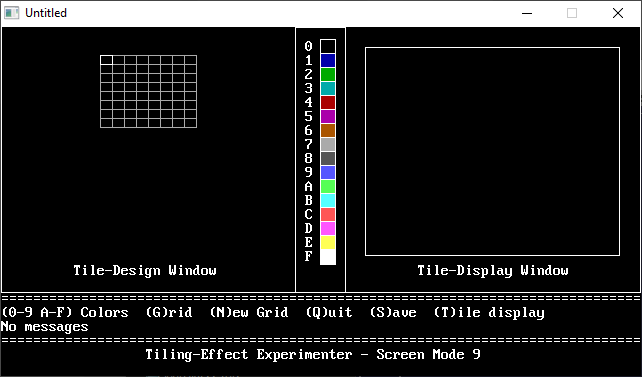 Untitled
0
1
2
3
4
5
6
7
8
9
A
B
C
D
E
F
Tile-Design Window
Tile-Display Window
(0-9 A-F) Colors (G)rid (N)ew Grid (Q)uit (S)ave (T)ile display
No messages
Tiling-Effect Experimenter - Screen Mode 9